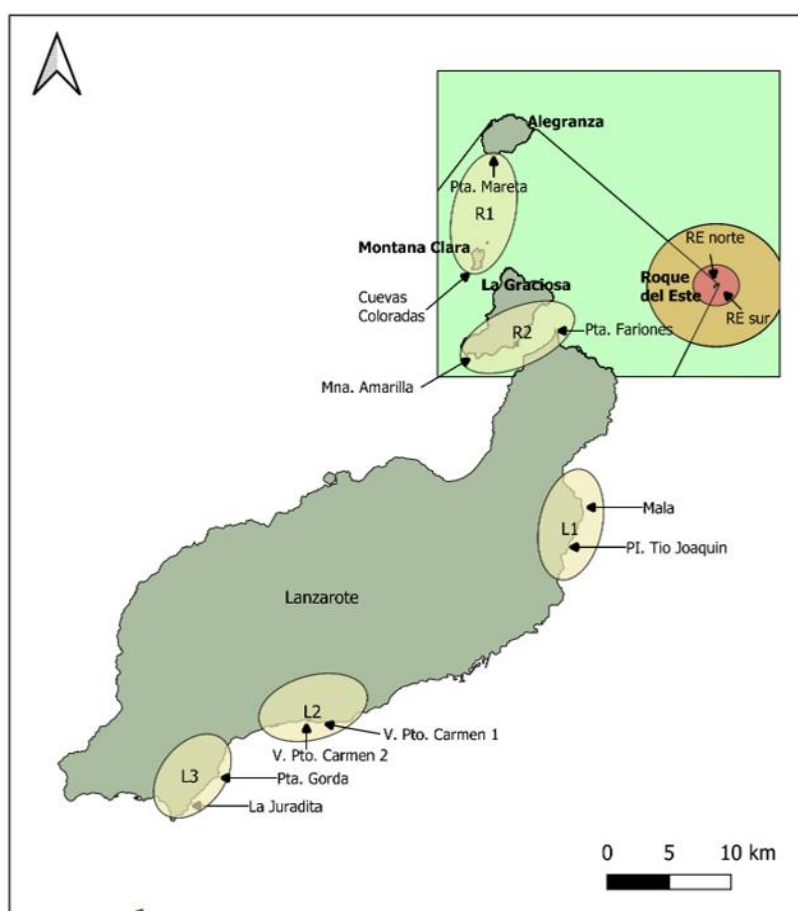 Alegranza
Pta. Mareta
R1
RE norte
Montana Clara
La Graciosa
Roque
del Este
Cuevas
Coloradas
RE sur
R2
Pta. Fariones
Mna. Amarilla
Mala
L1
PI. Tio Joaquin
Lanzarote
L2
V. Pto. Carmen 1
V. Pto. Carmen 2
L3
Pta. Gorda
La Juradita
0 5 10 km